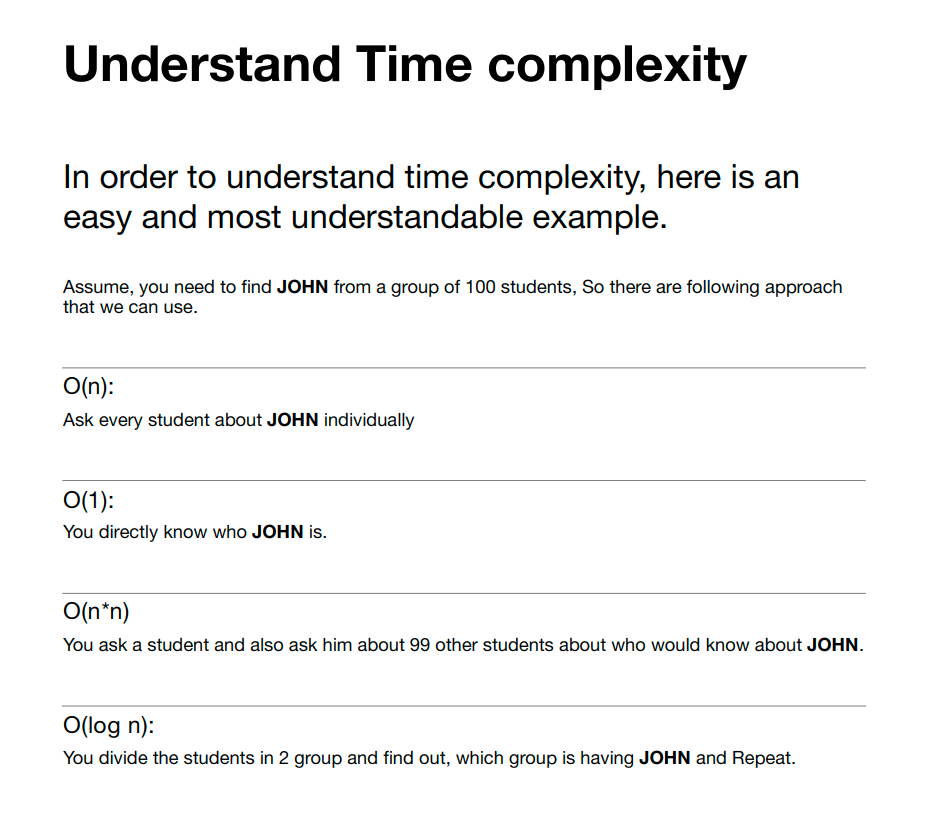 Understand Time complexity
In order to understand time complexity, here is an
easy and most understandable example.
Assume, you need to find JOHN from a group of 100 students, So there are following approach
that we can use.
O(n):
Ask every student about JOHN individually
O(1):
You directly know who JOHN is.
O(n*n)
You ask a student and also ask him about 99 other students about who would know about JOHN.
O(log n):
You divide the students in 2 group and find out, which group is having JOHN and Repeat.